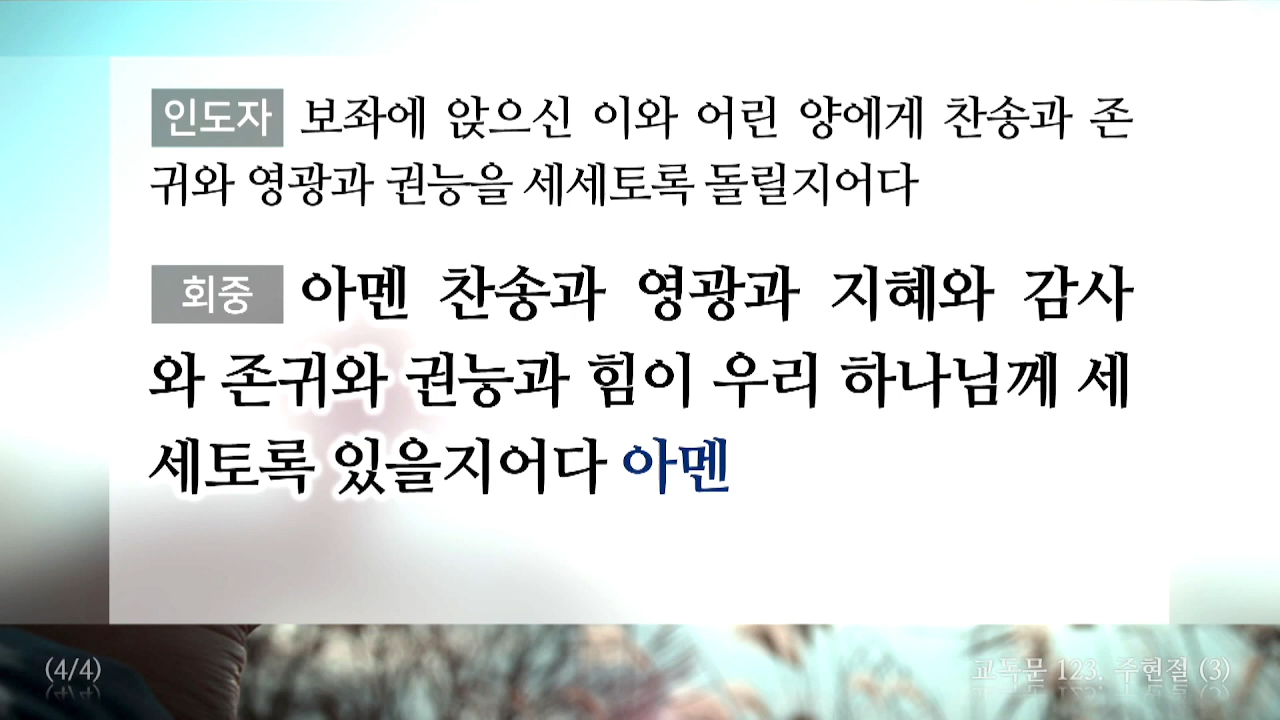 인도자 보좌에 앉으신 이와 어린 양에게 찬송과 존
귀와 영광과 권능을 세세토록 돌릴지어다
회중 아멘 찬송과 영광과 지혜와 감사
와 존귀와 권능과 힘이 우리 하나님께 세
세토록 있을지어다 아멘
(4/4)
교독문 123. 주현절 (3)